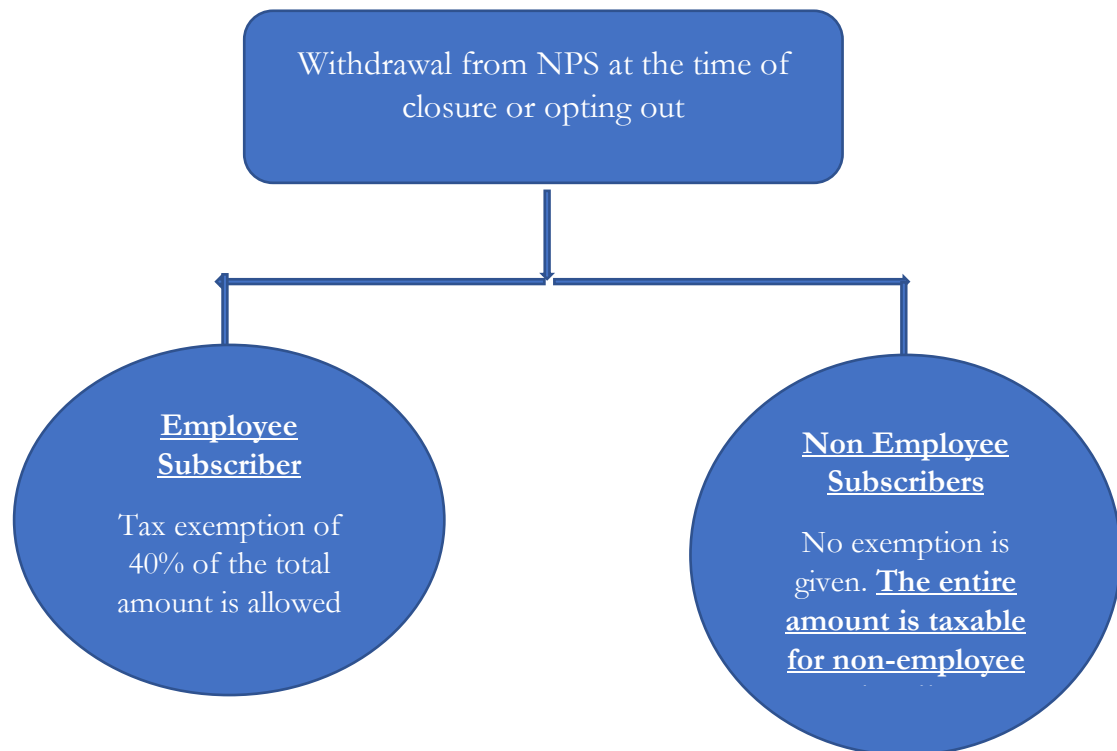 Withdrawal from NPS at the time of
closure or opting out
Employee
Subscriber
Tax exemption of
40% of the total
amount is allowed
Non Employee
Subscribers
No exemption is
given. The entire
amount is taxable
for non-employee